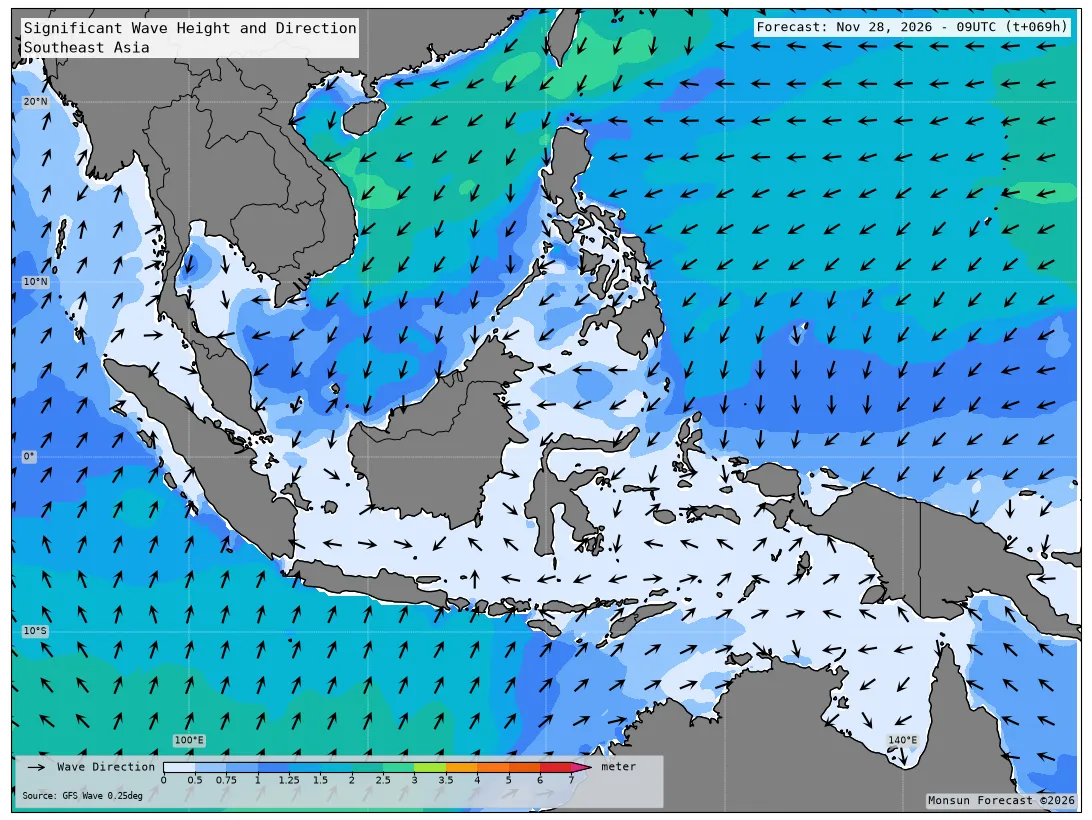 Significant Wave Height and Direction
Southeast Asia
Forecast: Nov 28, 2026 - 09UTC (t+069h)
20°N
10°N
0°
10°S
100°E
140°E
Wave Direction
meter
0 0.5 0.75 1 1.25 1.5 2 2.5 3 3.5 4 5 6 7
Source: GFS Wave 0.25deg
Monsun Forecast ©2026